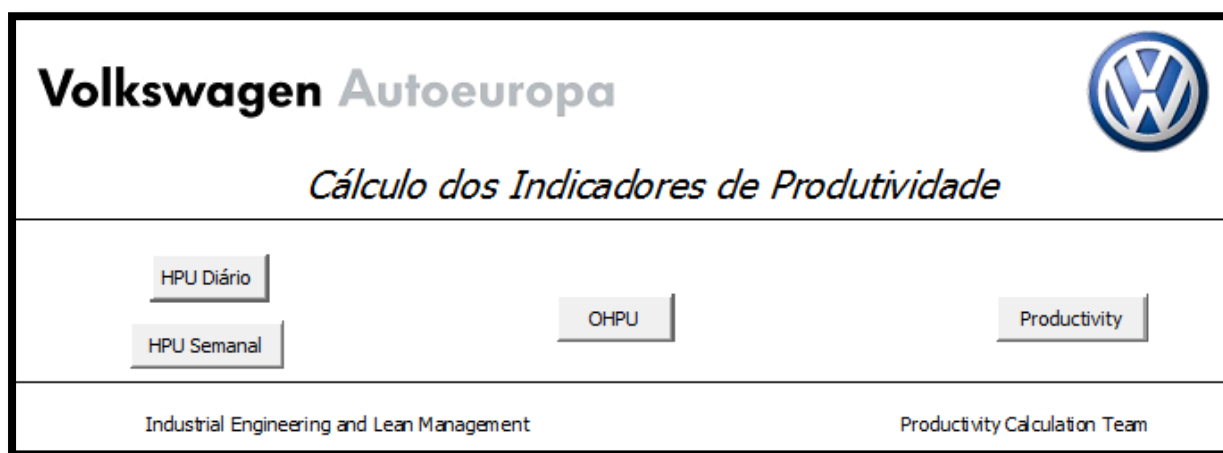 Volkswagen Autoeuropa
Cálculo dos Indicadores de Produtividade
HPU Diário
HPU Semanal
OHPU
Productivity
Industrial Engineering and Lean Management
Productivity Calculation Team